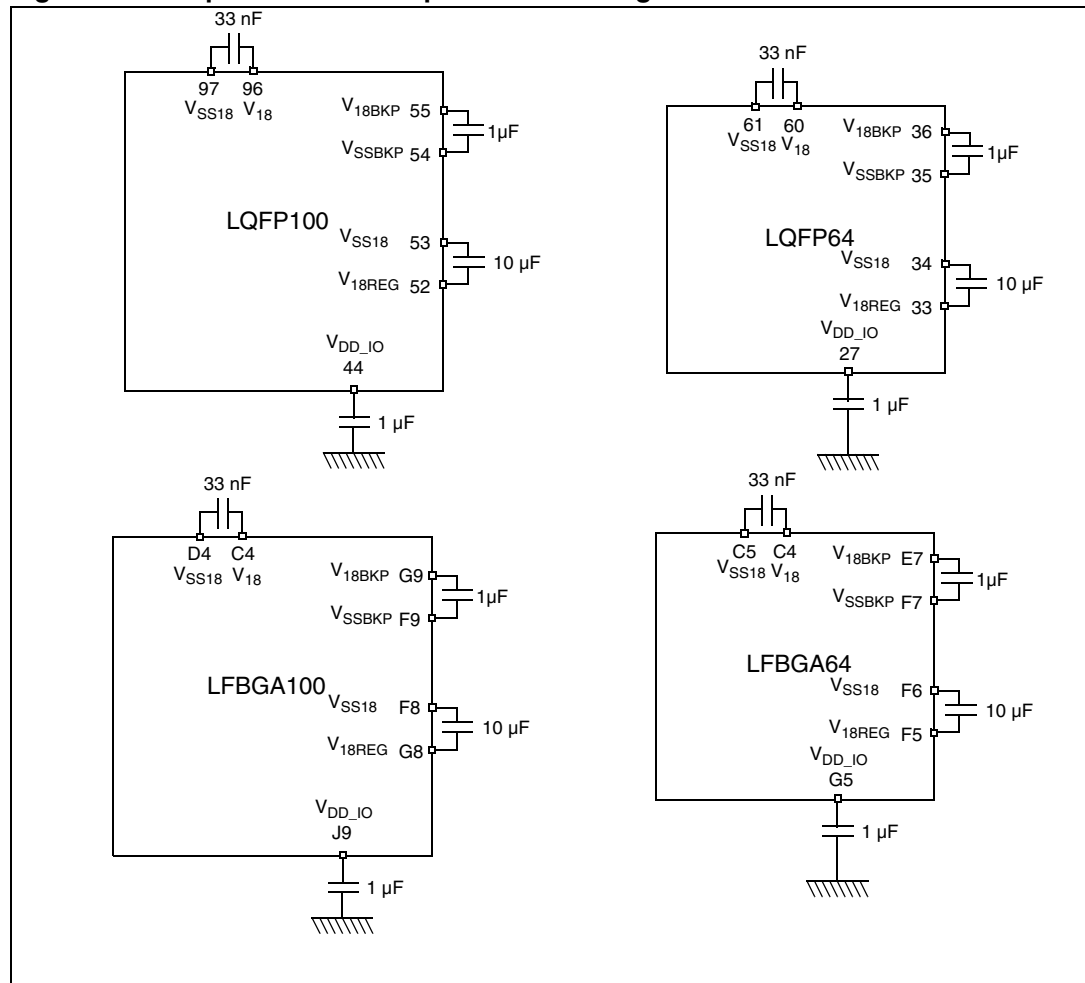 33 nF
97 96
VSS18 V18
V18BKP 55
1µF
VSSBKP 54
LQFP100
VSS18 53
10 µF
V18REG 52
VDD_IO
44
1 µF
33 nF
61 60
VSS18 V18
V18BKP 36
1µF
VSSBKP 35
LQFP64
VSS18 34
10 µF
V18REG 33
VDD_IO
27
1 µF
33 nF
D4 C4
VSS18 V18
V18BKP G9
1µF
VSSBKP F9
LFBGA100
VSS18 F8
10 µF
V18REG G8
VDD_IO
J9
1 µF
33 nF
C5 C4
VSS18 V18
V18BKP E7
1µF
VSSBKP F7
LFBGA64
VSS18 F6
10 µF
V18REG F5
VDD_IO
G5
1 µF